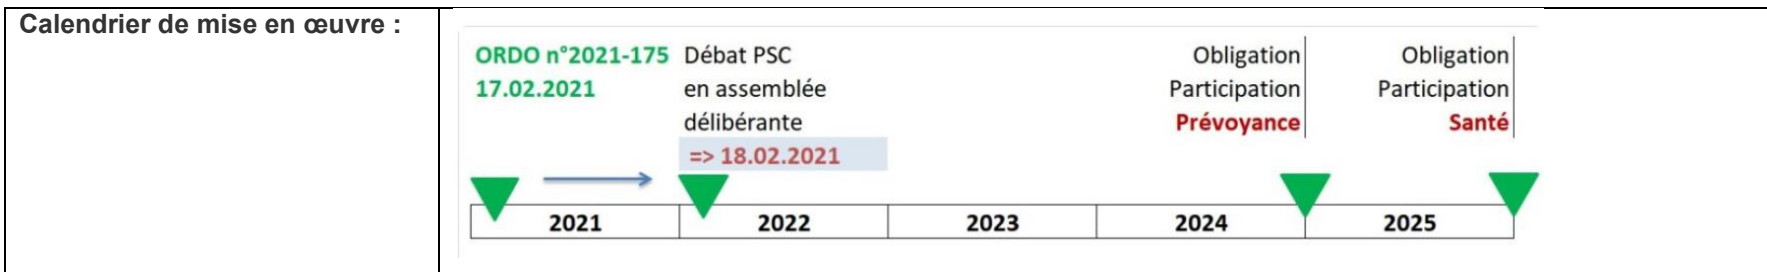 Calendrier de mise en œuvre :
ORDO n°2021-175
17.02.2021
Débat PSC
en assemblée
délibérante
=> 18.02.2021
Obligation
Participation
Prévoyance
Obligation
Participation
Santé
2021
2022
2023
2024
2025